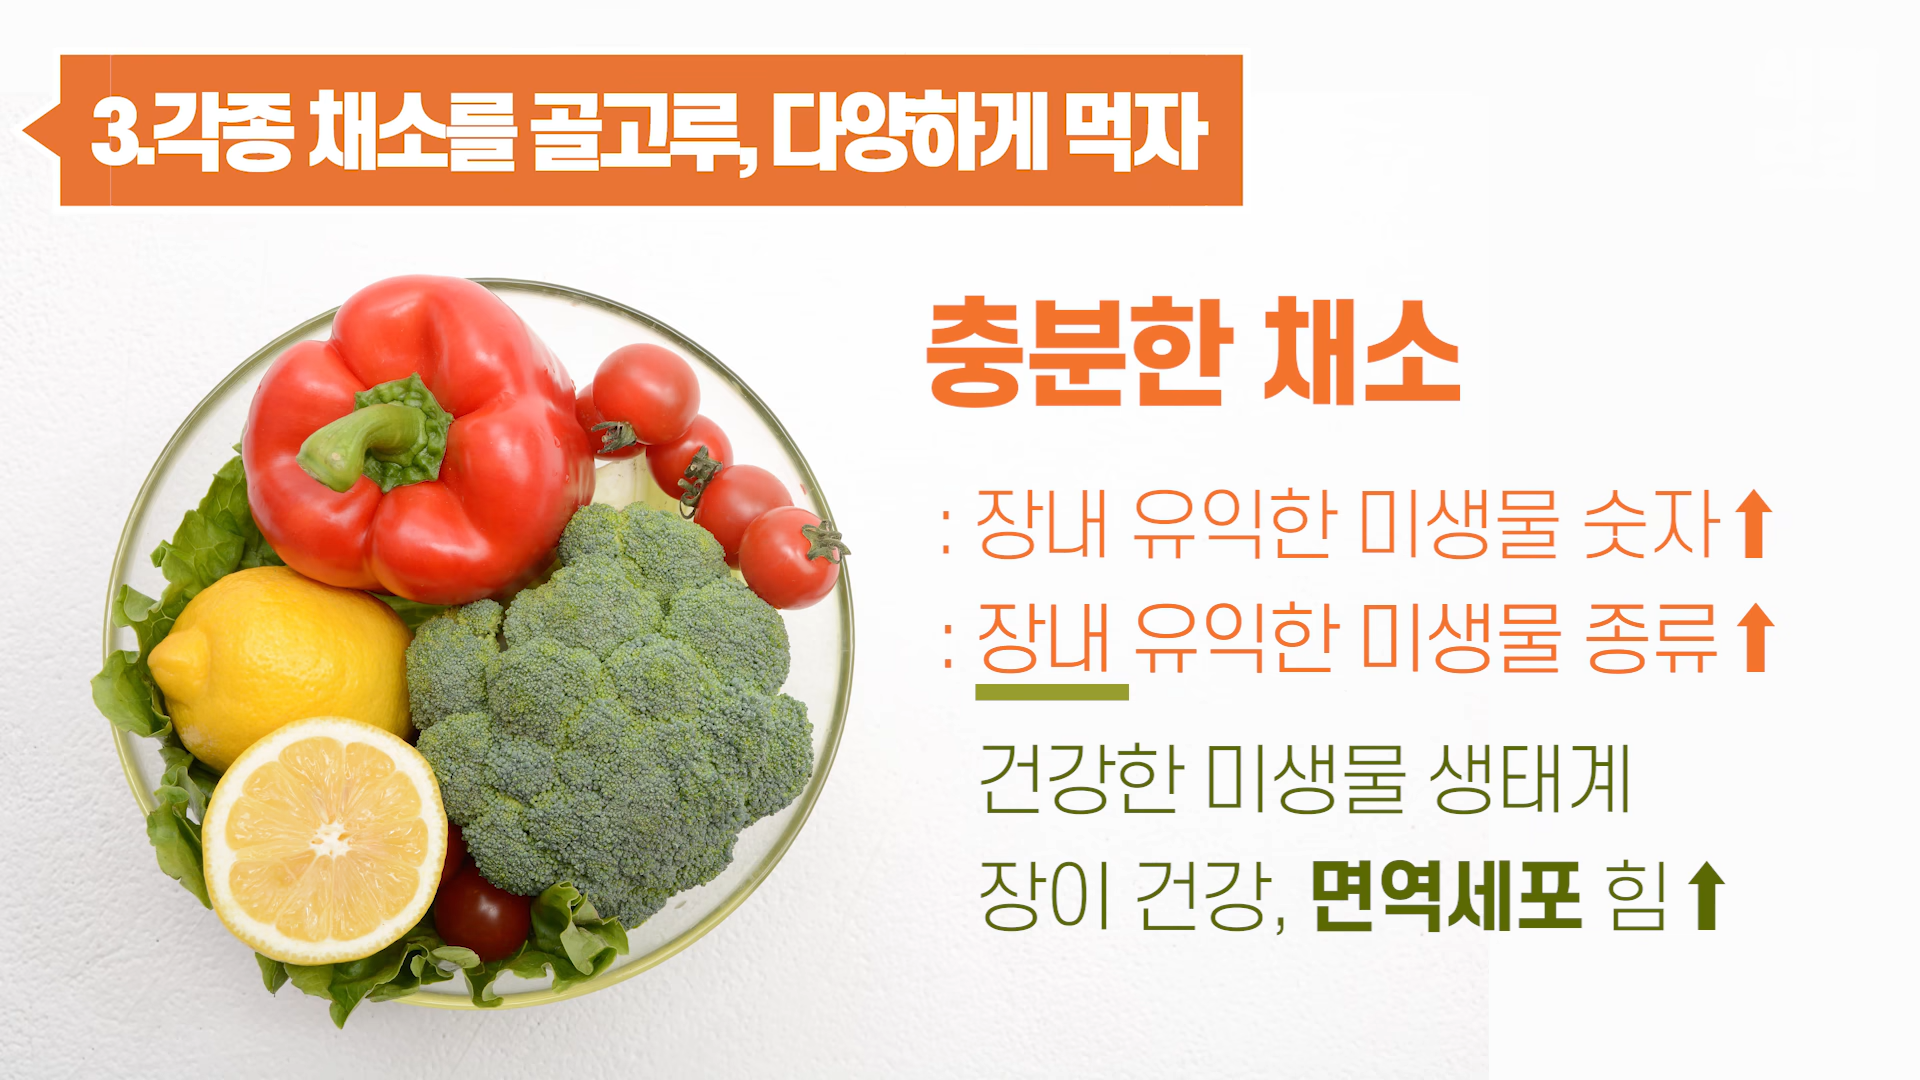 3.각종 채소를 골고루, 다양하게 먹자
충분한 채소
: 장내 유익한 미생물 숫자⬆
: 장내 유익한 미생물 종류⬆
건강한 미생물 생태계
장이 건강, 면역세포 힘⬆